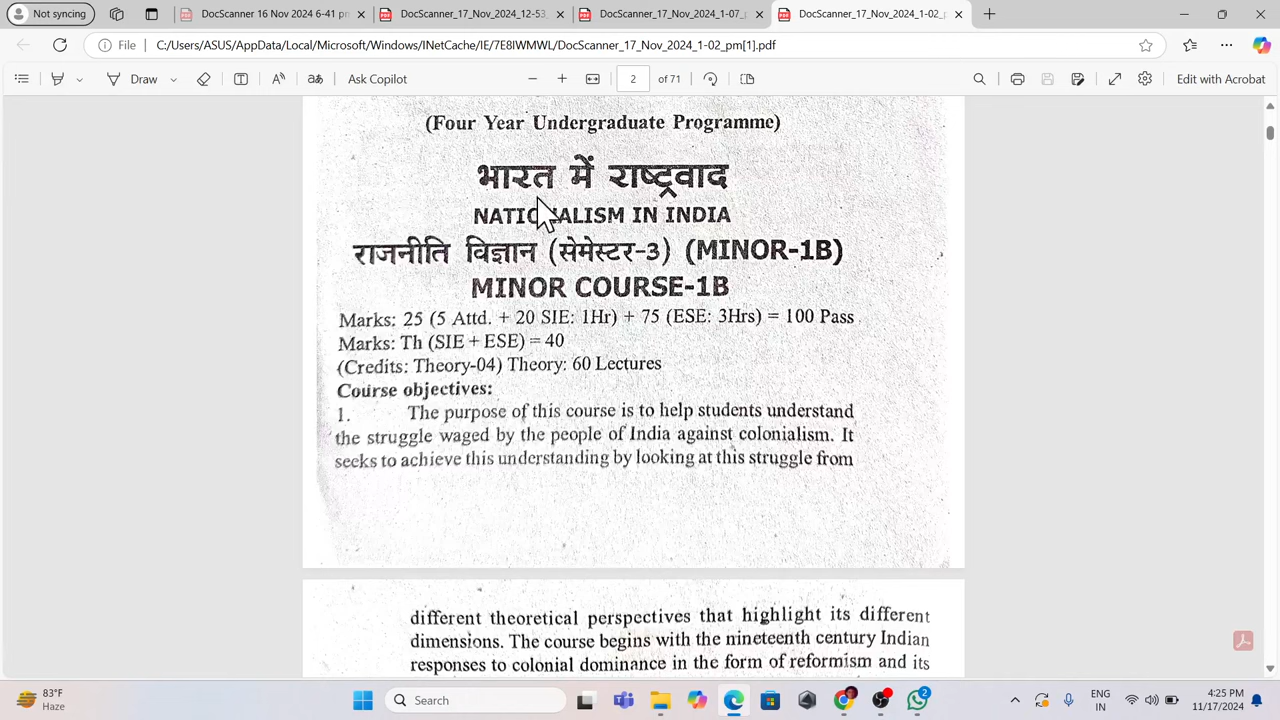 Not syncing
DocScanner 16 Nov 2024 6-41 pm
DocScanner_17_Nov_2024_12-53_
DocScanner_17_Nov_2024_1-07_p
DocScanner_17_Nov_2024_1-02_p
File
C:/Users/ASUS/AppData/Local/Microsoft/Windows/INetCache/IE/7E8IWMWL/DocScanner_17_Nov_2024_1-02_pm[1].pdf
Draw
Ask Copilot
2 of 71
Edit with Acrobat
(Four Year Undergraduate Programme)
भारत में राष्ट्रवाद
NATIONALISM IN INDIA
राजनीति विज्ञान (सेमेस्टर-3) (MINOR-1B)
MINOR COURSE-1B
Marks: 25 (5 Attd. + 20 SIE: 1Hr) + 75 (ESE: 3Hrs) = 100 Pass
Marks: Th (SIE + ESE) = 40
(Credits: Theory-04) Theory: 60 Lectures
Course objectives:
1. The purpose of this course is to help students understand
the struggle waged by the people of India against colonialism. It
seeks to achieve this understanding by looking at this struggle from
different theoretical perspectives that highlight its different
dimensions. The course begins with the nineteenth century Indian
responses to colonial dominance in the form of reformism and its
83°F
Haze
Search
2
ENG
IN
4:25 PM
11/17/2024